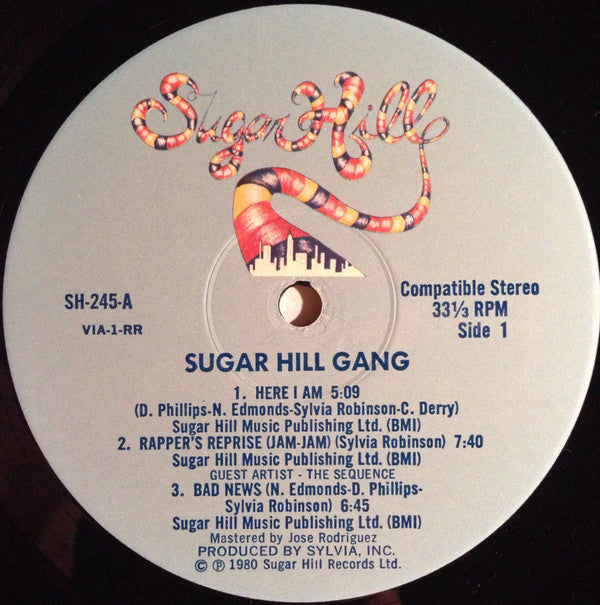 Sugar Hill
SH-245-A
VIA-1-RR
Compatible Stereo
33⅓ RPM
Side 1
SUGAR HILL GANG
1. HERE I AM 5:09
(D. Phillips-N. Edmonds-Sylvia Robinson-C. Derry)
Sugar Hill Music Publishing Ltd. (BMI)
2. RAPPER'S REPRISE (JAM-JAM) (Sylvia Robinson) 7:40
Sugar Hill Music Publishing Ltd. (BMI)
GUEST ARTIST - THE SEQUENCE
3. BAD NEWS (N. Edmonds-D. Phillips-
Sylvia Robinson) 6:45
Sugar Hill Music Publishing Ltd. (BMI)
Mastered by Jose Rodriguez
PRODUCED BY SYLVIA, INC.
© ℗ 1980 Sugar Hill Records Ltd.